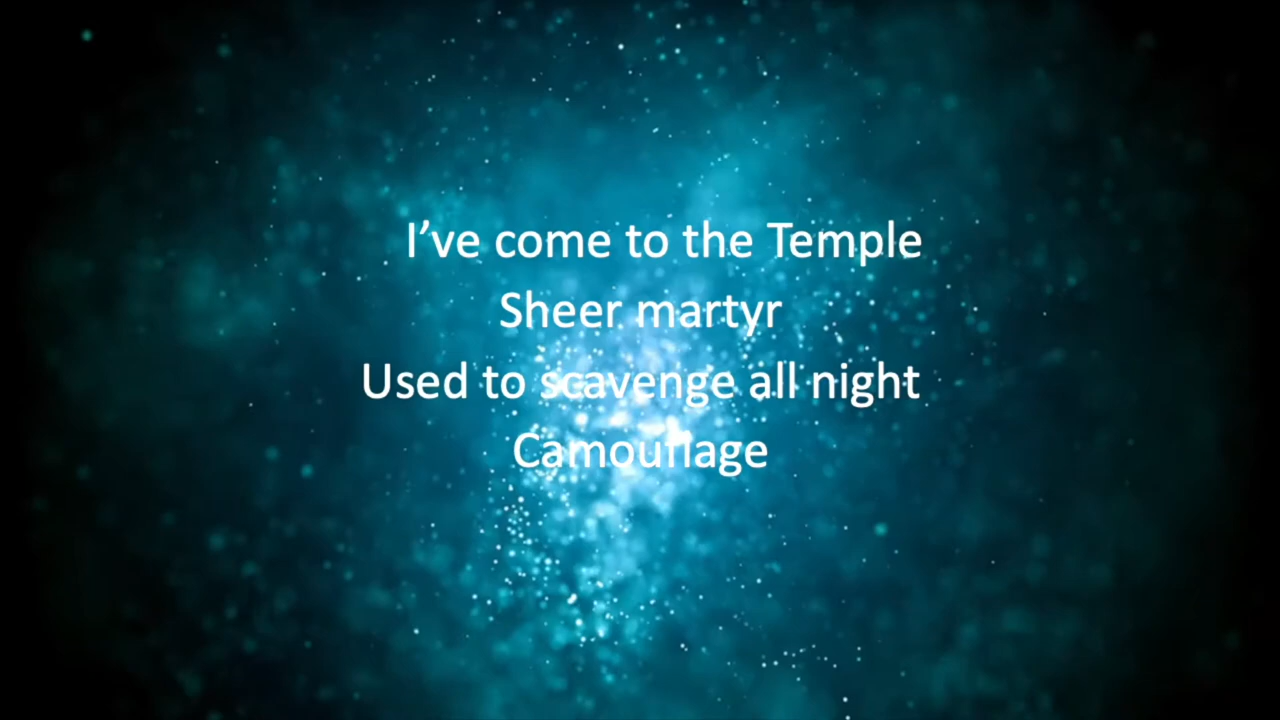 I’ve come to the Temple
Sheer martyr
Used to scavenge all night
Camouflage